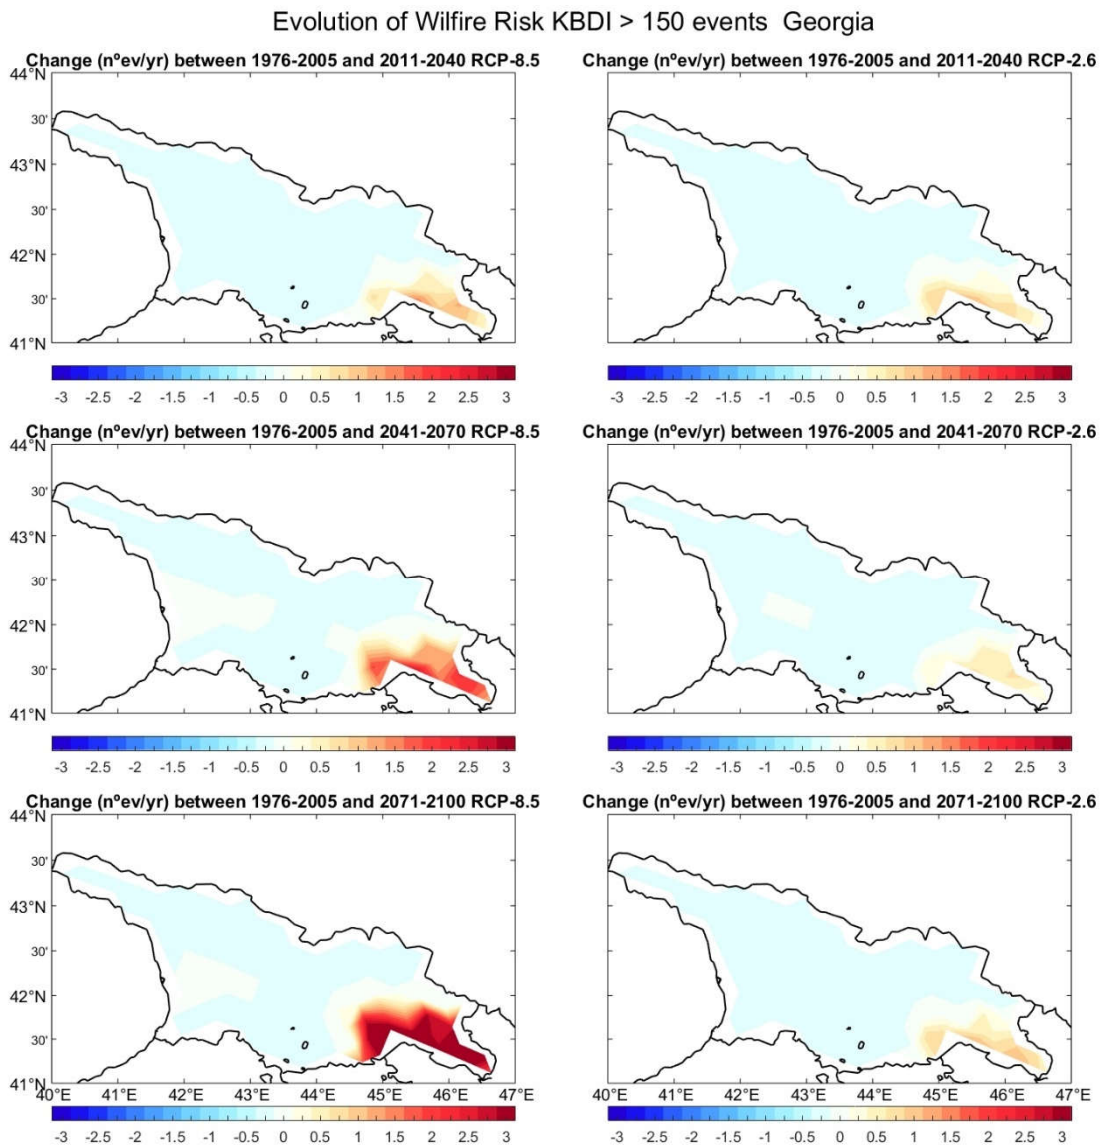 Evolution of Wilfire Risk KBDI > 150 events Georgia
Change (nºev/yr) between 1976-2005 and 2011-2040 RCP-8.5
44°N
30'
43°N
30'
42°N
30'
41°N
-3 -2.5 -2 -1.5 -1 -0.5 0 0.5 1 1.5 2 2.5 3
Change (nºev/yr) between 1976-2005 and 2011-2040 RCP-2.6
-3 -2.5 -2 -1.5 -1 -0.5 0 0.5 1 1.5 2 2.5 3
Change (nºev/yr) between 1976-2005 and 2041-2070 RCP-8.5
44°N
30'
43°N
30'
42°N
30'
41°N
-3 -2.5 -2 -1.5 -1 -0.5 0 0.5 1 1.5 2 2.5 3
Change (nºev/yr) between 1976-2005 and 2041-2070 RCP-2.6
-3 -2.5 -2 -1.5 -1 -0.5 0 0.5 1 1.5 2 2.5 3
Change (nºev/yr) between 1976-2005 and 2071-2100 RCP-8.5
44°N
30'
43°N
30'
42°N
30'
41°N
40°E 41°E 42°E 43°E 44°E 45°E 46°E 47°E
-3 -2.5 -2 -1.5 -1 -0.5 0 0.5 1 1.5 2 2.5 3
Change (nºev/yr) between 1976-2005 and 2071-2100 RCP-2.6
40°E 41°E 42°E 43°E 44°E 45°E 46°E 47°E
-3 -2.5 -2 -1.5 -1 -0.5 0 0.5 1 1.5 2 2.5 3